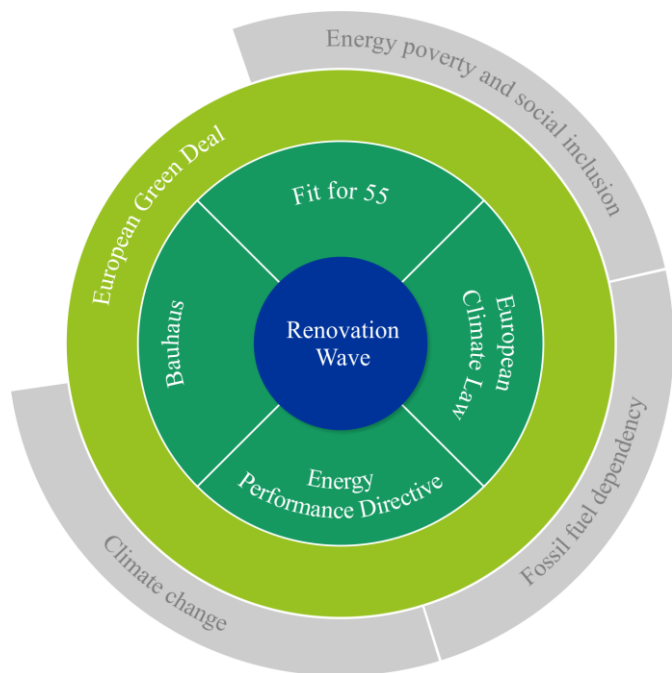 Energy poverty and social inclusion
European Green Deal
Fit for 55
Bauhaus
Renovation
Wave
European
Climate Law
Energy
Performance Directive
Fossil fuel dependency
Climate change